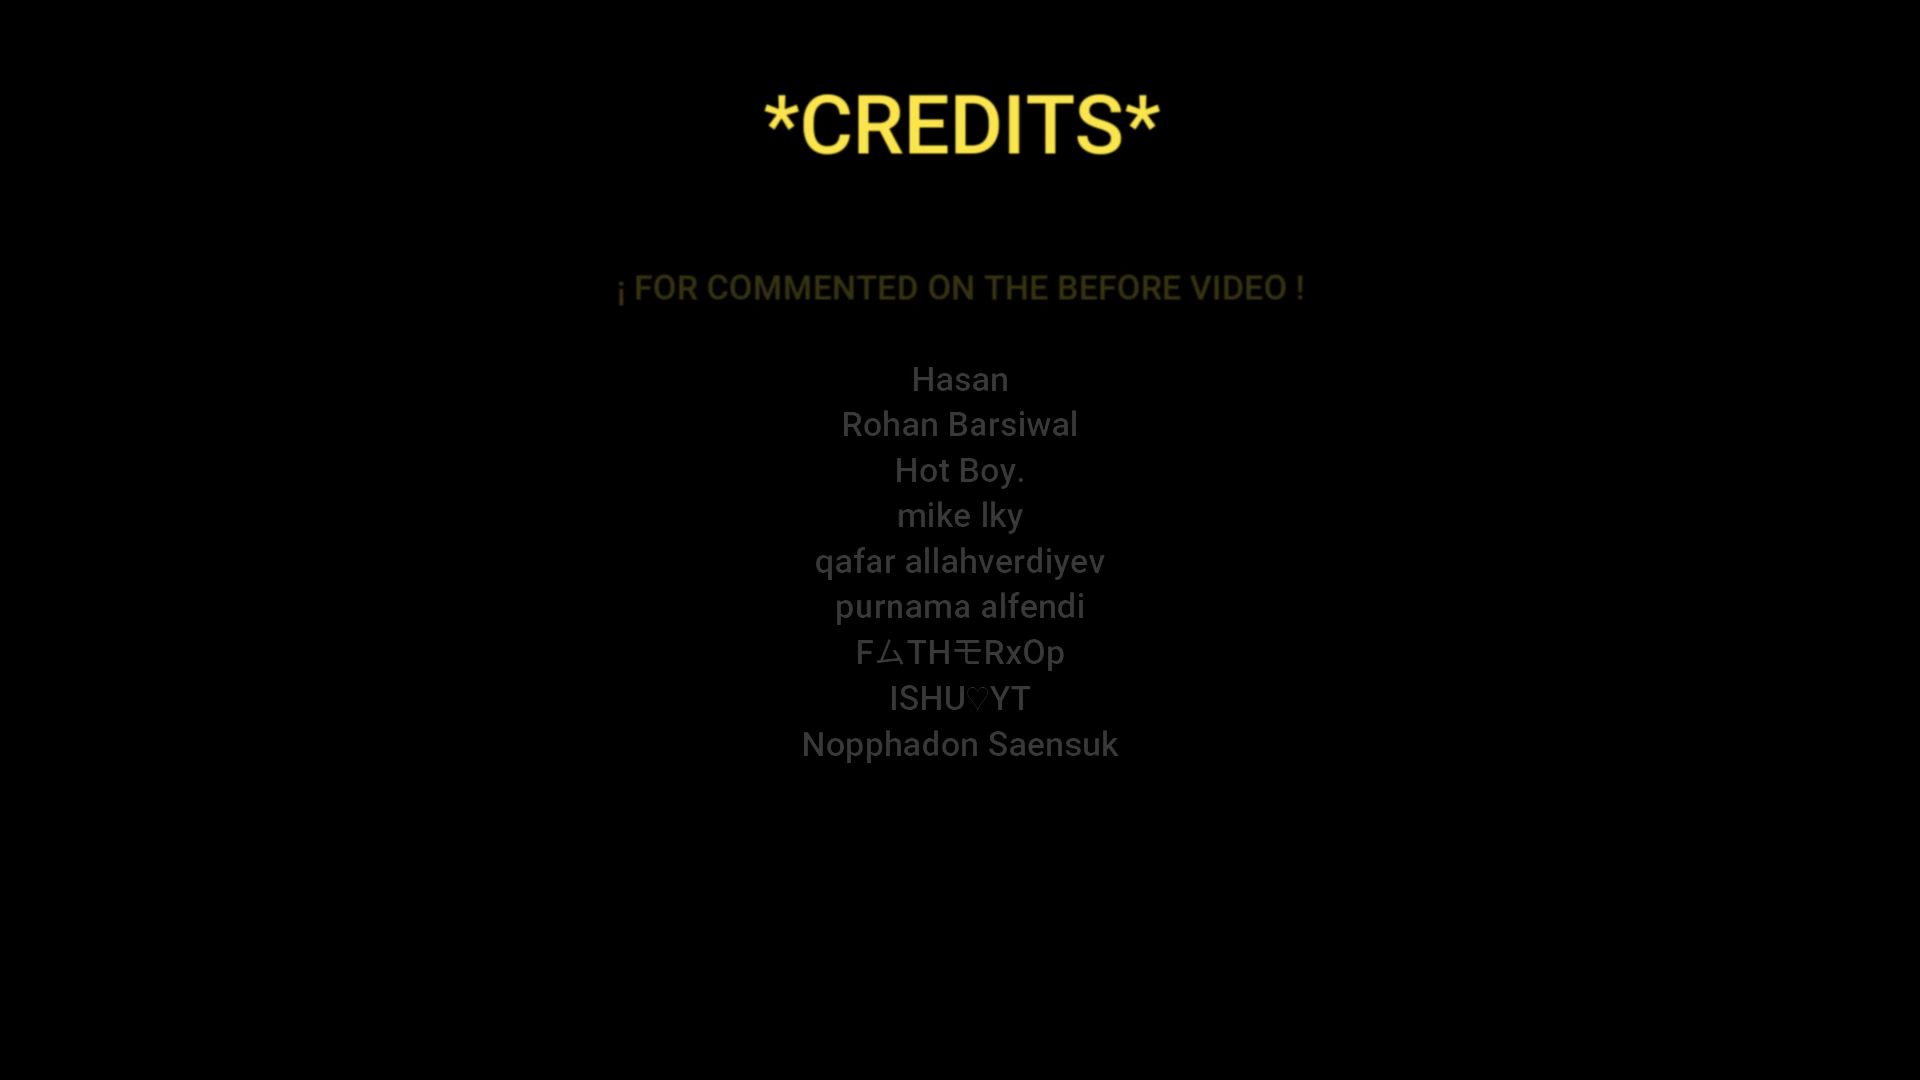 *CREDITS*
¡ FOR COMMENTED ON THE BEFORE VIDEO !
Hasan
Rohan Barsiwal
Hot Boy.
mike lky
qafar allahverdiyev
purnama alfendi
FムTHモRxOp
ISHU♡YT
Nopphadon Saensuk